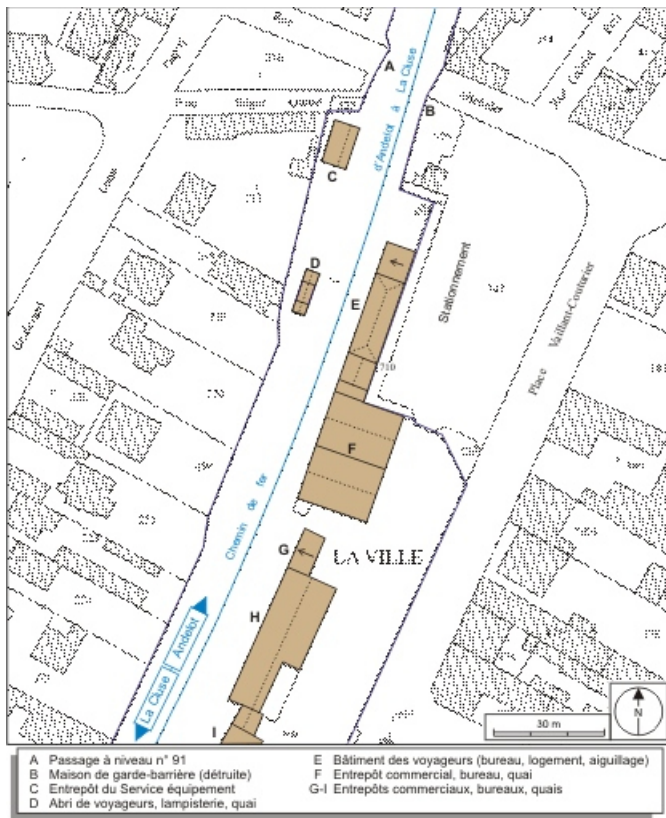 A
d'Andelot à La Cluse
B
C
D
E
Stationnement
Place Vaillant-Couturier
710
F
Chemin de fer
G
LA VILLE
H
Andelot
La Cluse
I
30 m
N
A Passage à niveau n° 91
B Maison de garde-barrière (détruite)
C Entrepôt du Service équipement
D Abri de voyageurs, lampisterie, quai
E Bâtiment des voyageurs (bureau, logement, aiguillage)
F Entrepôt commercial, bureau, quai
G-I Entrepôts commerciaux, bureaux, quais